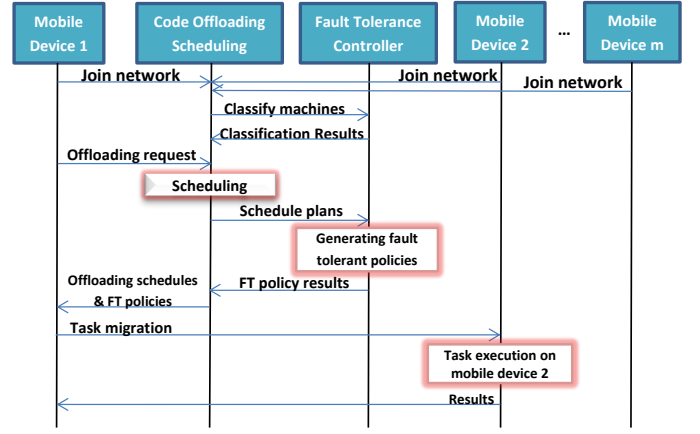 Mobile
Device 1
Code Offloading
Scheduling
Fault Tolerance
Controller
Mobile
Device 2
...
Mobile
Device m
Join network
Join network
Join network
Classify machines
Classification Results
Offloading request
Scheduling
Schedule plans
Generating fault
tolerant policies
Offloading schedules
& FT policies
FT policy results
Task migration
Task execution on
mobile device 2
Results